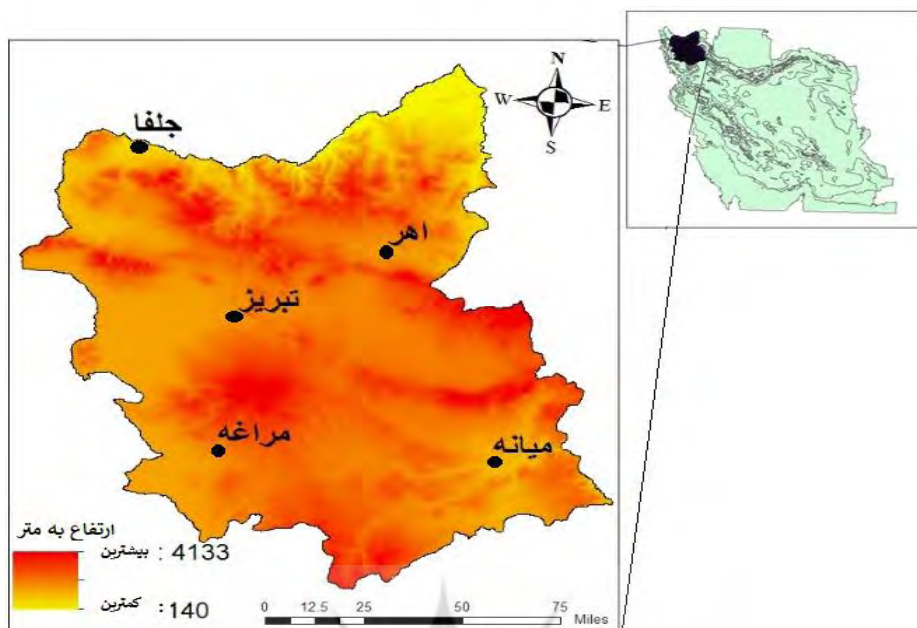 N
W E
S
جلفا
اهر
تبریز
مراغه
میانه
ارتفاع به متر
بیشترین : 4133
کمترین : 140
0 12.5 25 50 75
Miles